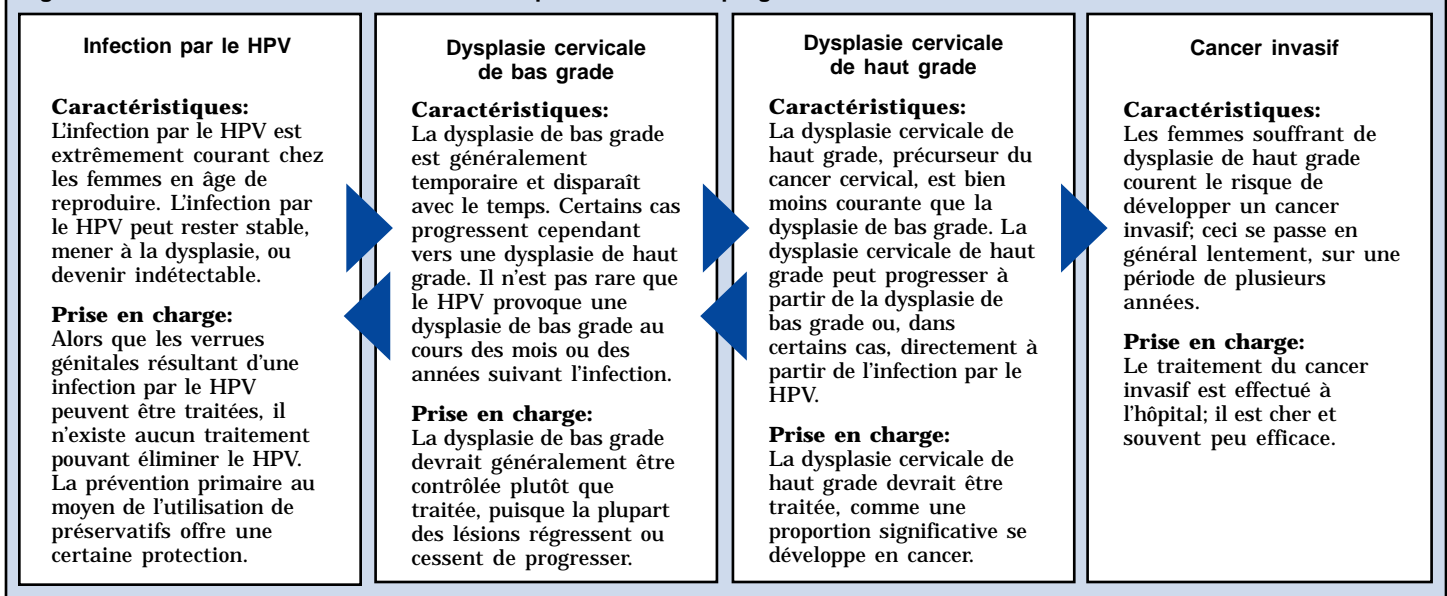 Infection par le HPV
Caractéristiques:
L'infection par le HPV est
extrêmement courant chez
les femmes en âge de
reproduire. L'infection par
le HPV peut rester stable,
mener à la dysplasie, ou
devenir indétectable.
Prise en charge:
Alors que les verrues
génitales résultant d'une
infection par le HPV
peuvent être traitées, il
n'existe aucun traitement
pouvant éliminer le HPV.
La prévention primaire au
moyen de l'utilisation de
préservatifs offre une
certaine protection.
Dysplasie cervicale
de bas grade
Caractéristiques:
La dysplasie de bas grade
est généralement
temporaire et disparaît
avec le temps. Certains cas
progressent cependant
vers une dysplasie de haut
grade. Il n'est pas rare que
le HPV provoque une
dysplasie de bas grade au
cours des mois ou des
années suivant l'infection.
Prise en charge:
La dysplasie de bas grade
devrait généralement être
contrôlée plutôt que
traitée, puisque la plupart
des lésions régressent ou
cessent de progresser.
Dysplasie cervicale
de haut grade
Caractéristiques:
La dysplasie cervicale de
haut grade, précurseur du
cancer cervical, est bien
moins courante que la
dysplasie de bas grade. La
dysplasie cervicale de haut
grade peut progresser à
partir de la dysplasie de
bas grade ou, dans
certains cas, directement à
partir de l'infection par le
HPV.
Prise en charge:
La dysplasie cervicale de
haut grade devrait être
traitée, comme une
proportion significative se
développe en cancer.
Cancer invasif
Caractéristiques:
Les femmes souffrant de
dysplasie de haut grade
courent le risque de
développer un cancer
invasif; ceci se passe en
général lentement, sur une
période de plusieurs
années.
Prise en charge:
Le traitement du cancer
invasif est effectué à
l'hôpital; il est cher et
souvent peu efficace.